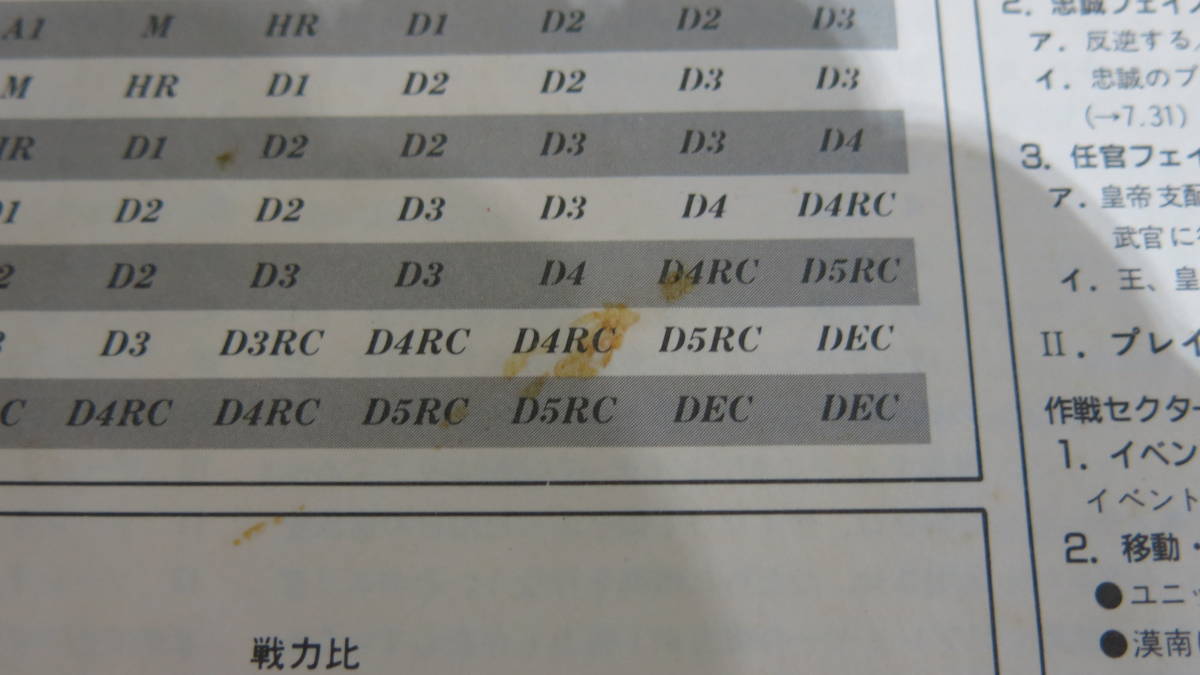 A1 M HR D1 D2 D2 D3
M HR D1 D2 D2 D3 D3
HR D1 D2 D2 D3 D3 D4
D1 D2 D2 D3 D3 D4 D4RC
2 D2 D3 D3 D4 D4RC D5RC
3 D3 D3RC D4RC D4RC D5RC DEC
C D4RC D4RC D5RC D5RC DEC DEC
戦力比
2. 忠誠フェイ
ア. 反逆する
イ. 忠誠のプ
(→7.31)
3. 任官フェイ
ア. 皇帝支配
武官に
イ. 王、皇
II. プレイ
作戦セクター
1. イベン
イベント
2. 移動・
●ユニッ
●漠南